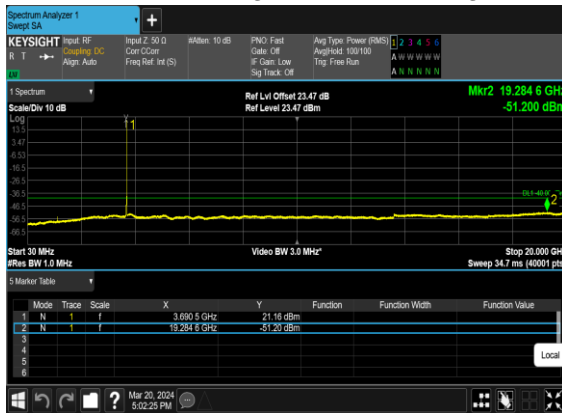 Spectrum Analyzer 1
Swept SA
KEYSIGHT Input: RF Input Z: 50 Ω #Atten: 10 dB PNO: Fast Avg Type: Power (RMS) 1 2 3 4 5 6
R T Coupling: DC Corr CCorr Gate: Off Avg|Hold: 100/100 A W W W W W
Align: Auto Freq Ref: Int (S) IF Gain: Low Trig: Free Run
Sig Track: Off A N N N N N
1 Spectrum Ref Lvl Offset 23.47 dB Mkr2 19.284 6 GHz
Scale/Div 10 dB Ref Level 23.47 dBm -51.200 dBm
Log
13.5
3.47
-6.53
-16.5
-26.5
-36.5
-46.5
-56.5
-66.5
1
2
Start 30 MHz Video BW 3.0 MHz* Stop 20.000 GH
#Res BW 1.0 MHz Sweep 34.7 ms (40001 pts
5 Marker Table
Mode Trace Scale X Y Function Function Width Function Value
1 N 1 f 3.690 5 GHz 21.16 dBm
2 N 1 f 19.284 6 GHz -51.20 dBm
3
4
5
6
Local
? Mar 20, 2024
5:02:25 PM